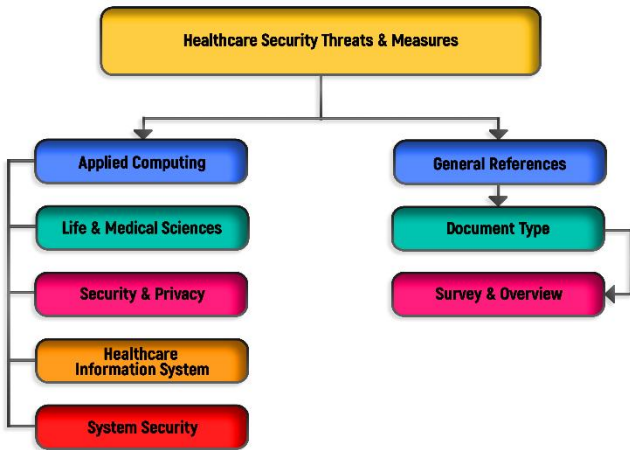 Healthcare Security Threats & Measures
Applied Computing
General References
Life & Medical Sciences
Document Type
Security & Privacy
Survey & Overview
Healthcare
Information System
System Security